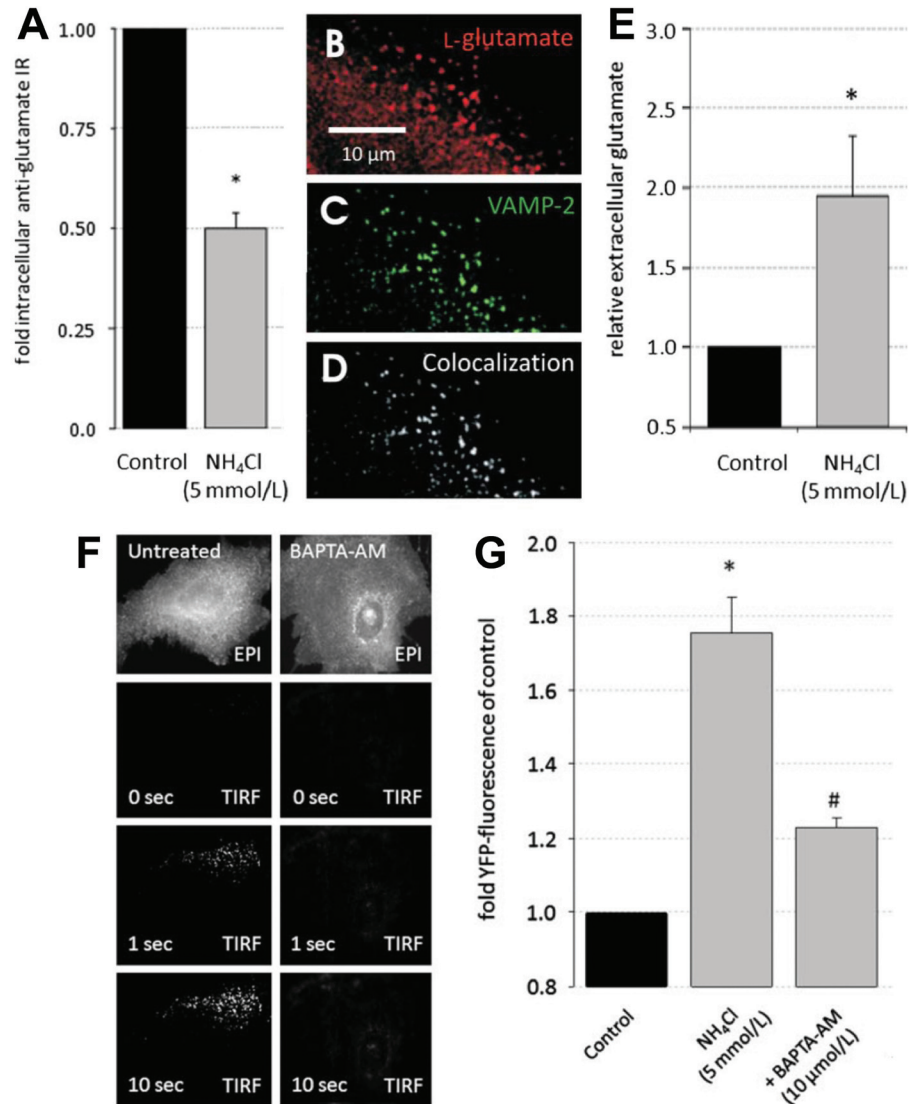 A
fold intracellular anti-glutamate IR
1.00
0.75
0.50
0.25
0.0
*
Control
NH₄Cl
(5 mmol/L)
B
L-glutamate
10 µm
C
VAMP-2
D
Colocalization
E
relative extracellular glutamate
3.0
2.5
2.0
1.5
1.0
0.5
*
Control
NH₄Cl
(5 mmol/L)
F
Untreated
EPI
BAPTA-AM
EPI
0 sec TIRF
0 sec TIRF
1 sec TIRF
1 sec TIRF
10 sec TIRF
10 sec TIRF
G
fold YFP-fluorescence of control
2.0
1.8
1.6
1.4
1.2
1.0
0.8
*
#
Control
NH₄Cl
(5 mmol/L)
+ BAPTA-AM
(10 µmol/L)